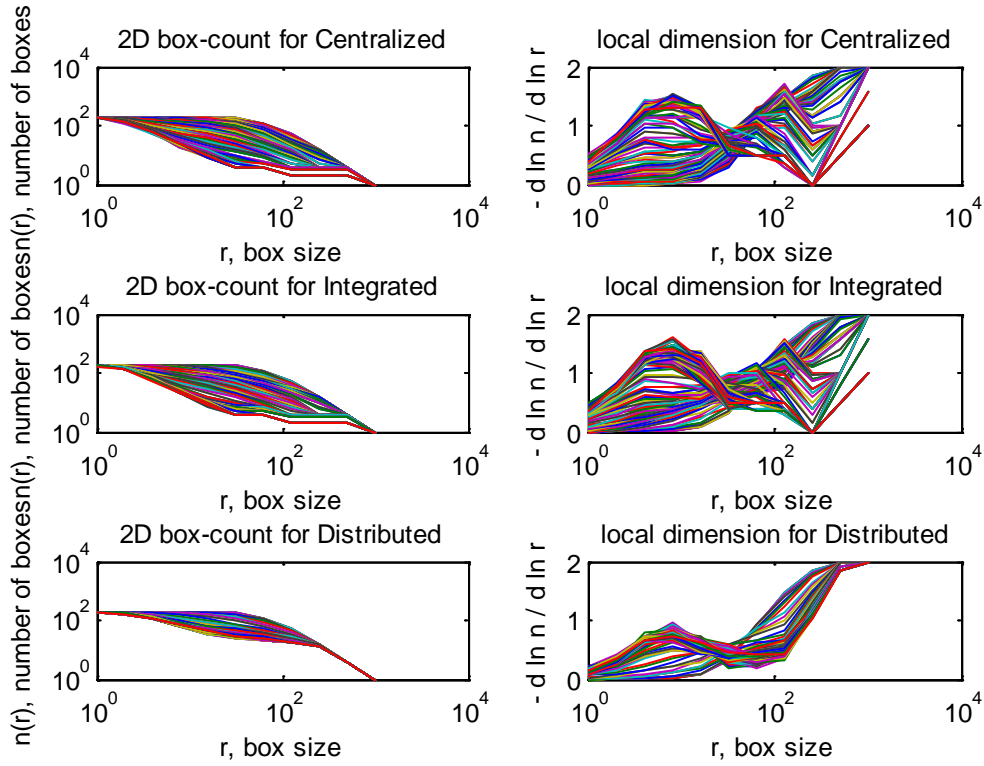 2D box-count for Centralized
10^4
10^2
10^0
10^0
10^2
10^4
r, box size
local dimension for Centralized
- d ln n / d ln r
2
1
0
10^0
10^2
10^4
r, box size
2D box-count for Integrated
10^4
10^2
10^0
10^0
10^2
10^4
r, box size
local dimension for Integrated
- d ln n / d ln r
2
1
0
10^0
10^2
10^4
r, box size
2D box-count for Distributed
10^4
10^2
10^0
10^0
10^2
10^4
r, box size
local dimension for Distributed
- d ln n / d ln r
2
1
0
10^0
10^2
10^4
r, box size
n(r), number of boxesn(r), number of boxesn(r), number of boxes